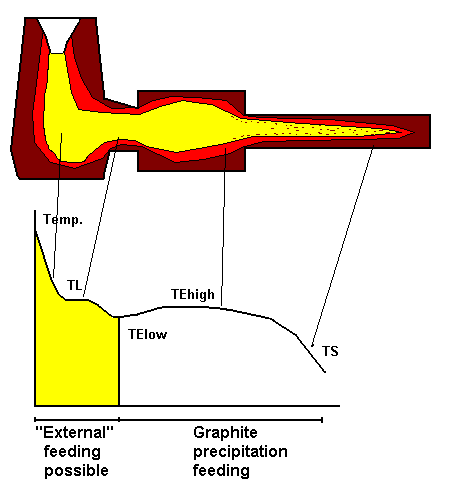 Temp.
TL
TEhigh
TElow
TS
"External"
feeding
possible
Graphite
precipitation
feeding